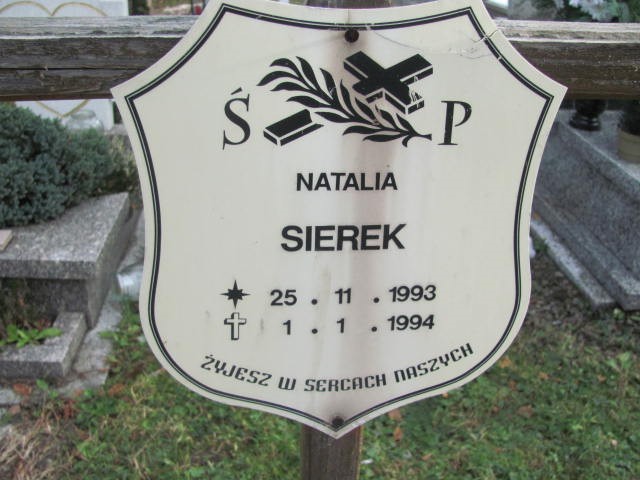 Ś P
NATALIA
SIEREK
25 . 11 . 1993
1 . 1 . 1994
ŻYJESZ W SERCACH NASZYCH